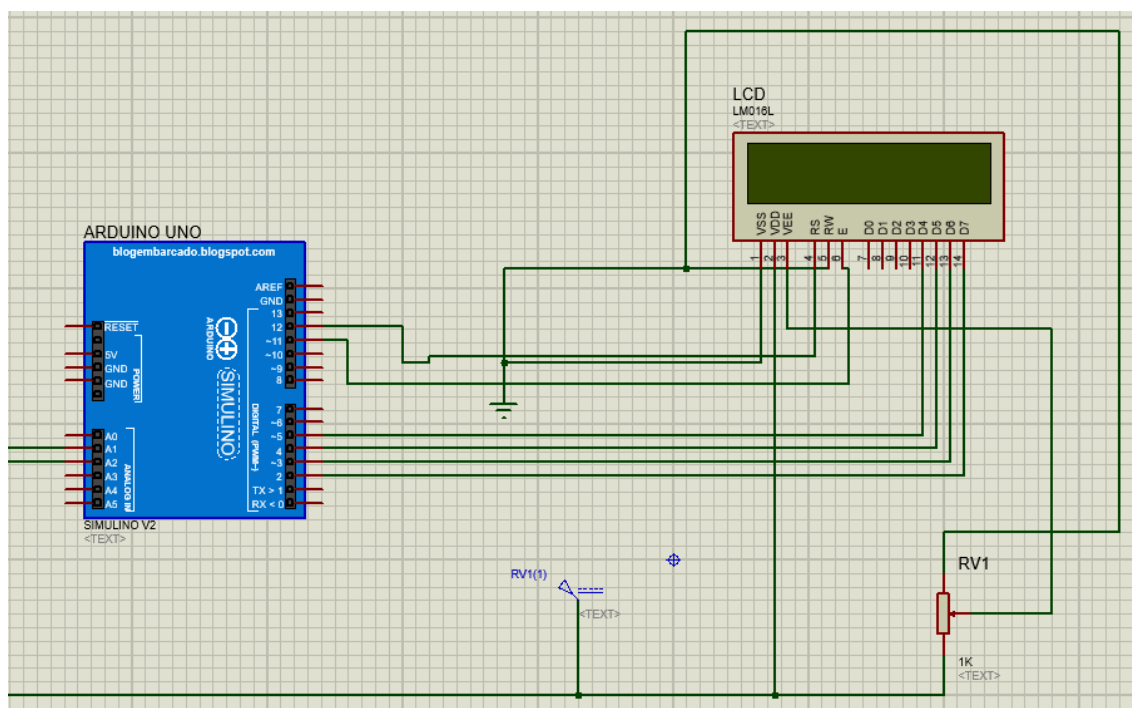 LCD
LM016L
<TEXT>
VSS
VDD
VEE
RS
RW
E
D0
D1
D2
D3
D4
D5
D6
D7
1
2
3
4
5
6
7
8
9
10
11
12
13
14
ARDUINO UNO
blogembarcado.blogspot.com
AREF
GND
13
12
~11
~10
~9
8
RESET
5V
GND
GND
POWER
ARDUINO
SIMULINO
DIGITAL (PWM~)
7
~6
~5
4
~3
2
TX > 1
RX < 0
A0
A1
A2
A3
A4
A5
ANALOG IN
SIMULINO V2
<TEXT>
RV1(1)
<TEXT>
RV1
1K
<TEXT>